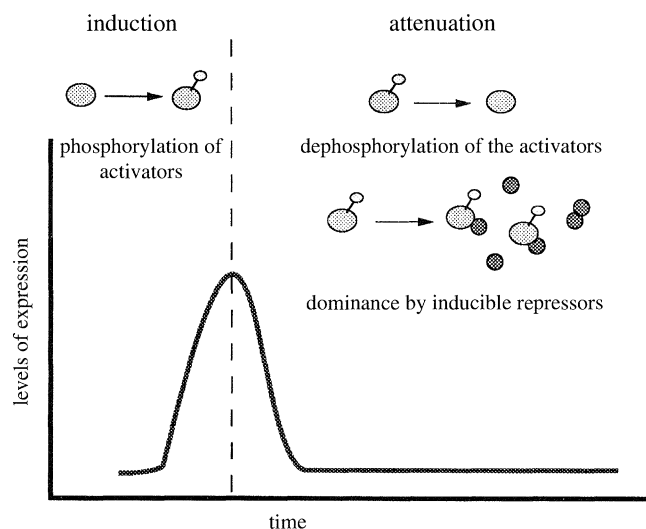 induction
attenuation
phosphorylation of
activators
dephosphorylation of the activators
dominance by inducible repressors
levels of expression
time